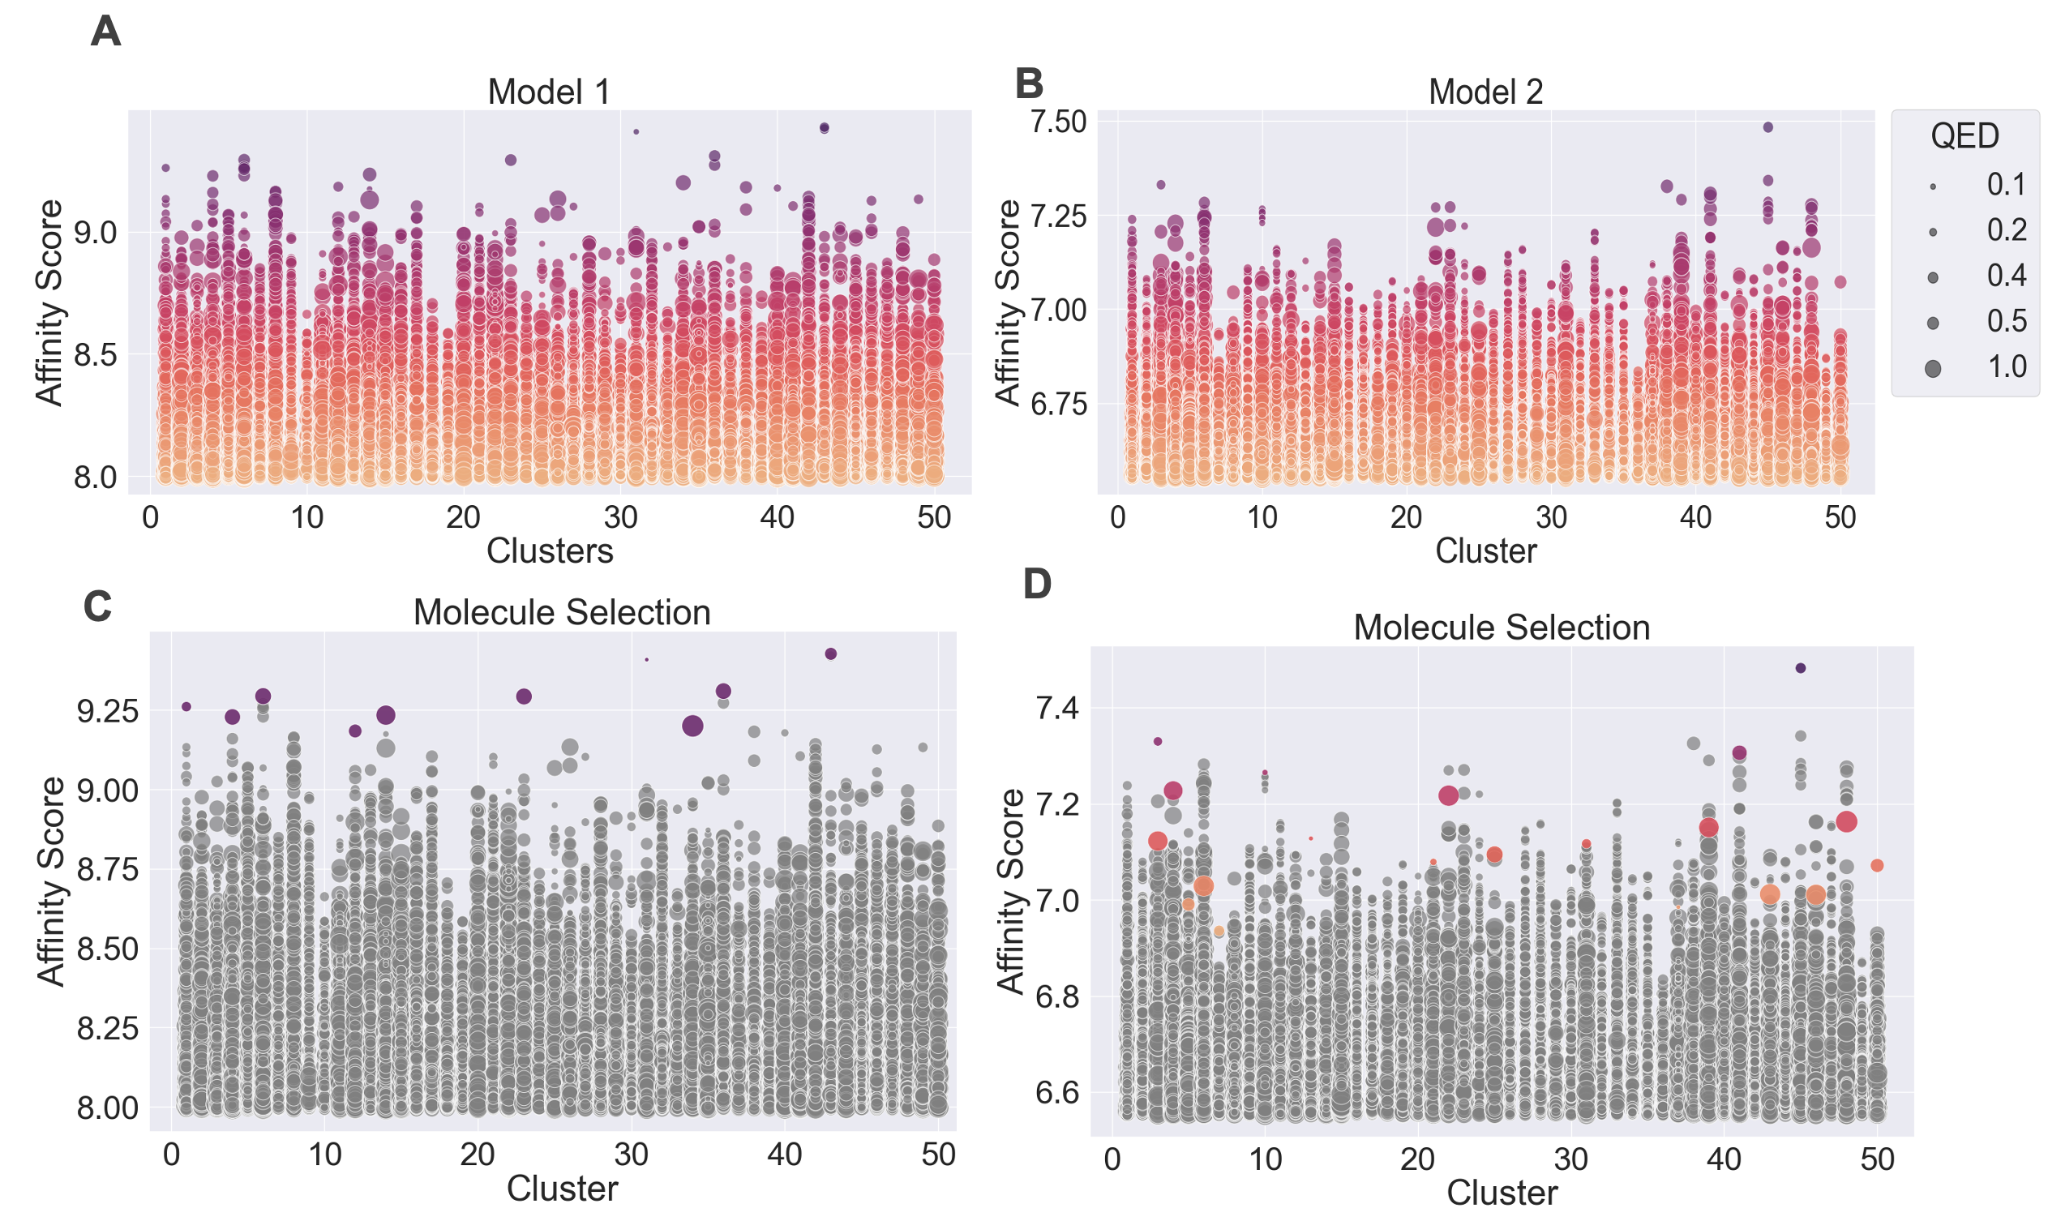 A
Model 1
Affinity Score
9.0
8.5
8.0
0 10 20 30 40 50
Clusters
B
Model 2
Affinity Score
7.50
7.25
7.00
6.75
0 10 20 30 40 50
Cluster
QED
0.1
0.2
0.4
0.5
1.0
C
Molecule Selection
Affinity Score
9.25
9.00
8.75
8.50
8.25
8.00
0 10 20 30 40 50
Cluster
D
Molecule Selection
Affinity Score
7.4
7.2
7.0
6.8
6.6
0 10 20 30 40 50
Cluster